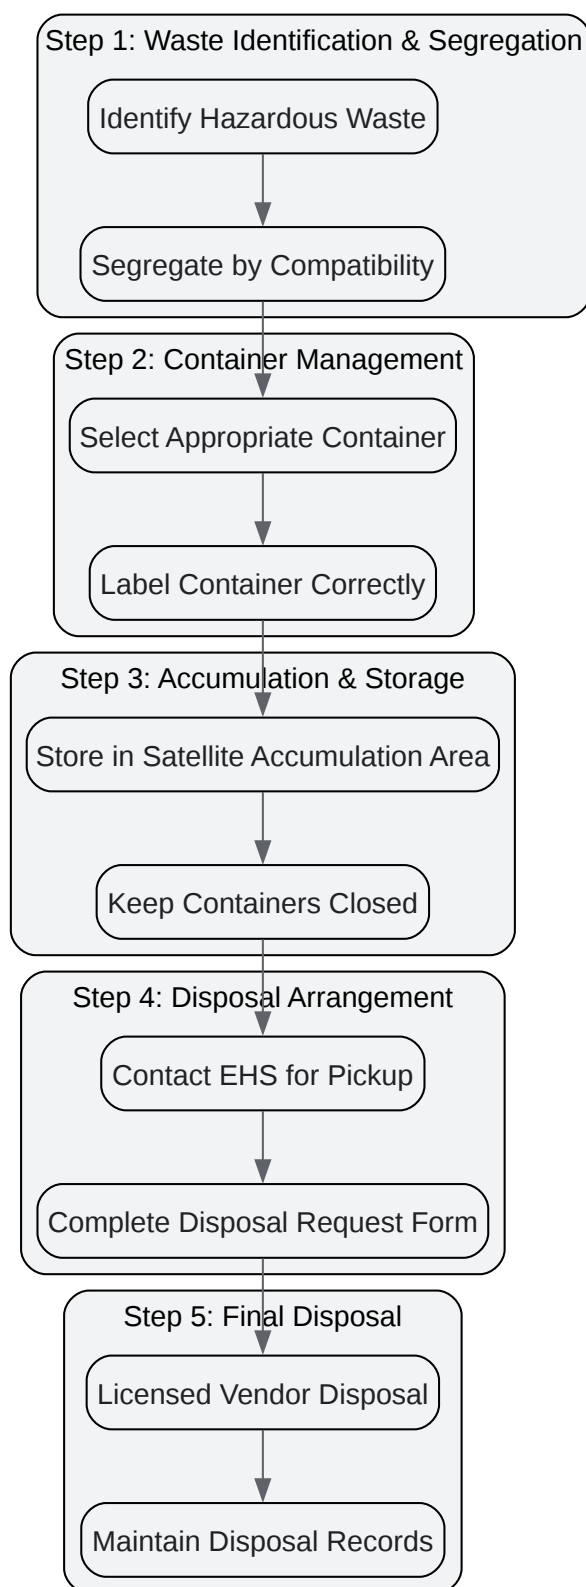 Step 1: Waste Identification & Segregation
Identify Hazardous Waste
Segregate by Compatibility
Step 2: Container Management
Select Appropriate Container
Label Container Correctly
Step 3: Accumulation & Storage
Store in Satellite Accumulation Area
Keep Containers Closed
Step 4: Disposal Arrangement
Contact EHS for Pickup
Complete Disposal Request Form
Step 5: Final Disposal
Licensed Vendor Disposal
Maintain Disposal Records